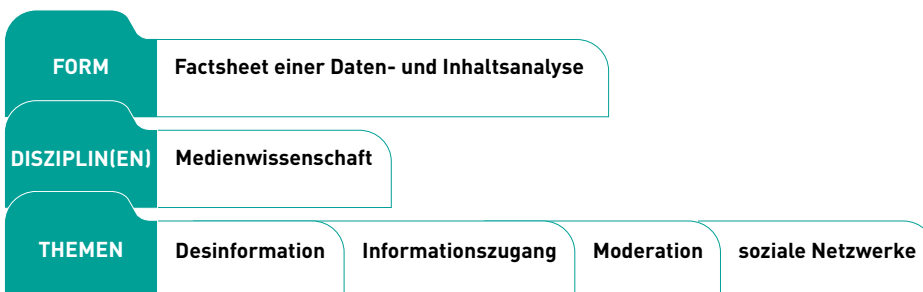 FORM Factsheet einer Daten- und Inhaltsanalyse
DISZIPLIN(EN) Medienwissenschaft
THEMEN Desinformation Informationszugang Moderation soziale Netzwerke